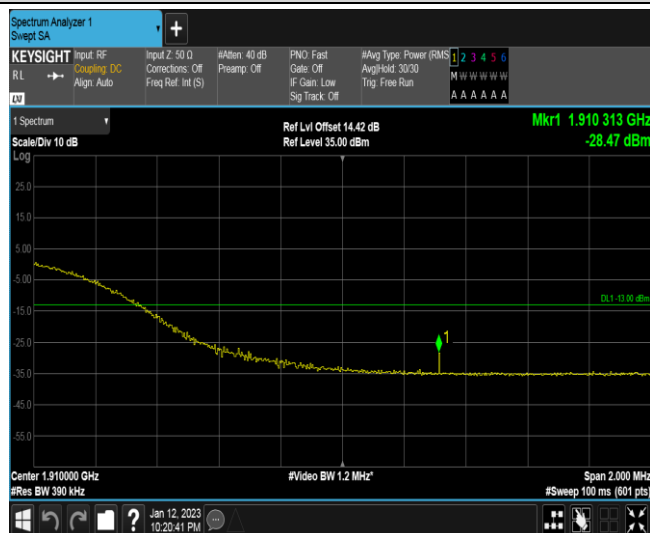 Spectrum Analyzer 1
Swept SA
KEYSIGHT
RL
LXI
Input: RF
Coupling: DC
Align: Auto
Input Z: 50 Ω
Corrections: Off
Freq Ref: Int (S)
#Atten: 40 dB
Preamp: Off
PNO: Fast
Gate: Off
IF Gain: Low
Sig Track: Off
#Avg Type: Power (RMS
Avg|Hold: 30/30
Trig: Free Run
1 2 3 4 5 6
M W W W W W
A A A A A A
1 Spectrum
Scale/Div 10 dB
Log
Ref Lvl Offset 14.42 dB
Ref Level 35.00 dBm
Mkr1 1.910 313 GHz
-28.47 dBm
25.0
15.0
5.00
-5.00
DL1 -13.00 dBm
-15.0
1
-25.0
-35.0
-45.0
-55.0
Center 1.910000 GHz
#Video BW 1.2 MHz*
Span 2.000 MHz
#Res BW 390 kHz
#Sweep 100 ms (601 pts)
?
Jan 12, 2023
10:20:41 PM